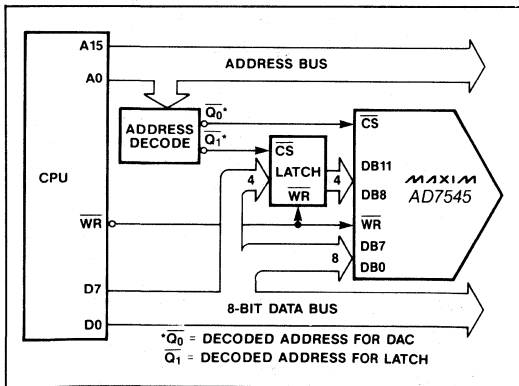 A15
ADDRESS BUS
A0
Q̅0̅*
ADDRESS
DECODE
Q̅1̅*
C̅S̅
C̅S̅
CPU
4
LATCH
4
DB11
DB8
MAXIM
AD7545
W̅R̅
W̅R̅
W̅R̅
DB7
8
DB0
D7
8-BIT DATA BUS
D0
*Q̅0̅ = DECODED ADDRESS FOR DAC
Q̅1̅ = DECODED ADDRESS FOR LATCH